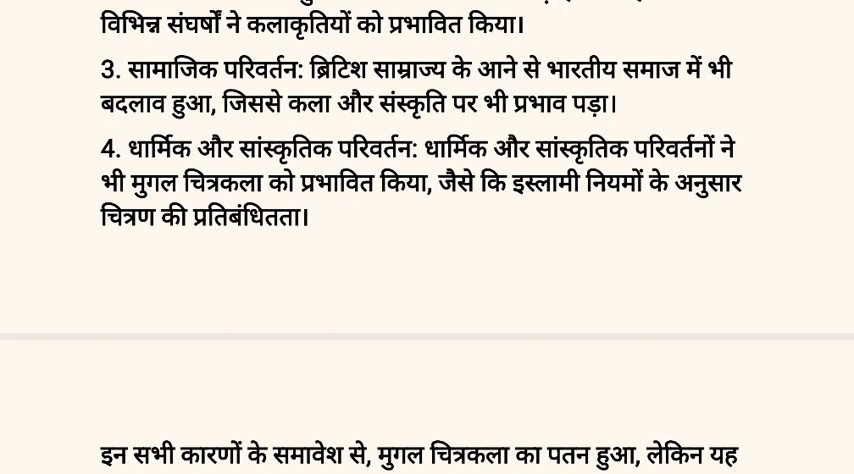 विभिन्न संघर्षों ने कलाकृतियों को प्रभावित किया।
3. सामाजिक परिवर्तन: ब्रिटिश साम्राज्य के आने से भारतीय समाज में भी
बदलाव हुआ, जिससे कला और संस्कृति पर भी प्रभाव पड़ा।
4. धार्मिक और सांस्कृतिक परिवर्तन: धार्मिक और सांस्कृतिक परिवर्तनों ने
भी मुगल चित्रकला को प्रभावित किया, जैसे कि इस्लामी नियमों के अनुसार
चित्रण की प्रतिबंधितता।
इन सभी कारणों के समावेश से, मुगल चित्रकला का पतन हुआ, लेकिन यह